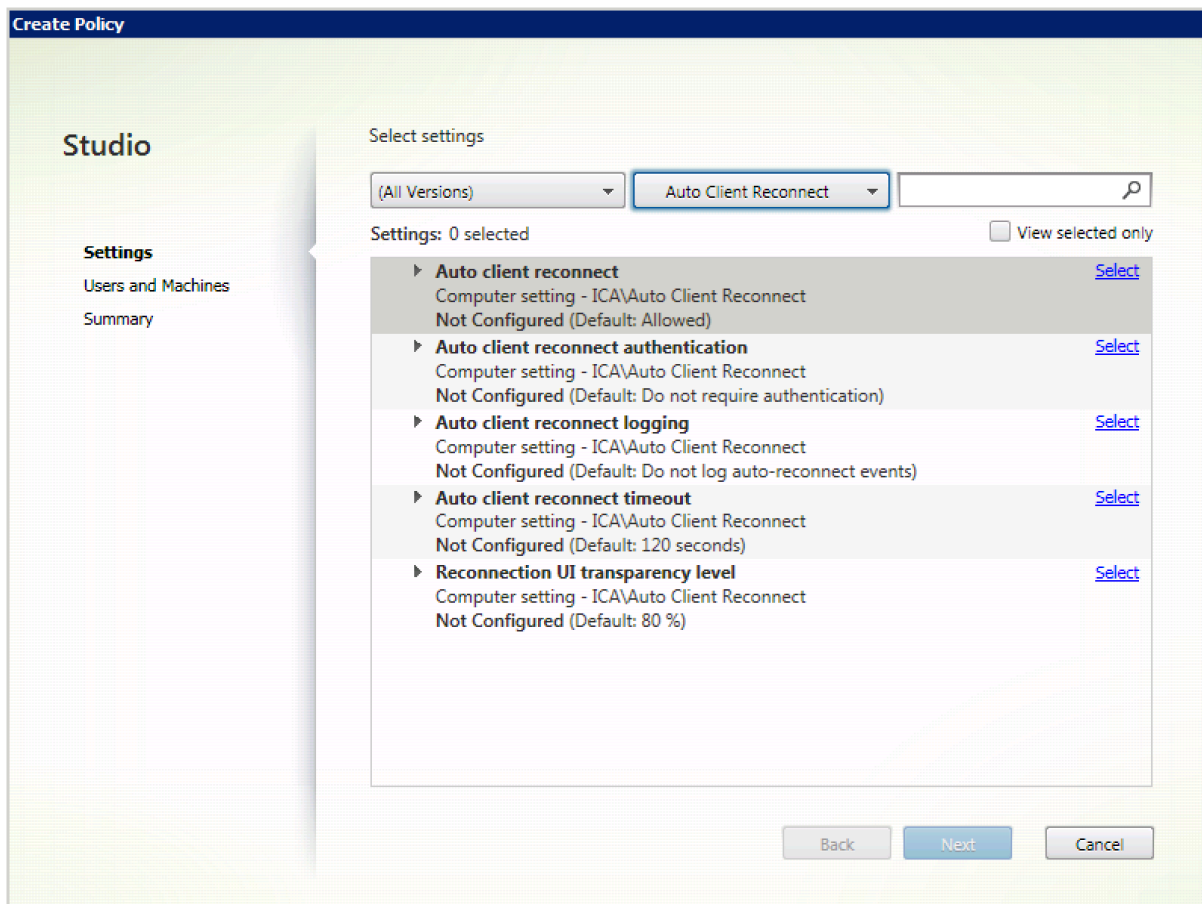 Create Policy
Studio
Settings
Users and Machines
Summary
Select settings
(All Versions)
Auto Client Reconnect
Settings: 0 selected
View selected only
Auto client reconnect
Select
Computer setting - ICA\Auto Client Reconnect
Not Configured (Default: Allowed)
Auto client reconnect authentication
Select
Computer setting - ICA\Auto Client Reconnect
Not Configured (Default: Do not require authentication)
Auto client reconnect logging
Select
Computer setting - ICA\Auto Client Reconnect
Not Configured (Default: Do not log auto-reconnect events)
Auto client reconnect timeout
Select
Computer setting - ICA\Auto Client Reconnect
Not Configured (Default: 120 seconds)
Reconnection UI transparency level
Select
Computer setting - ICA\Auto Client Reconnect
Not Configured (Default: 80 %)
Back
Next
Cancel